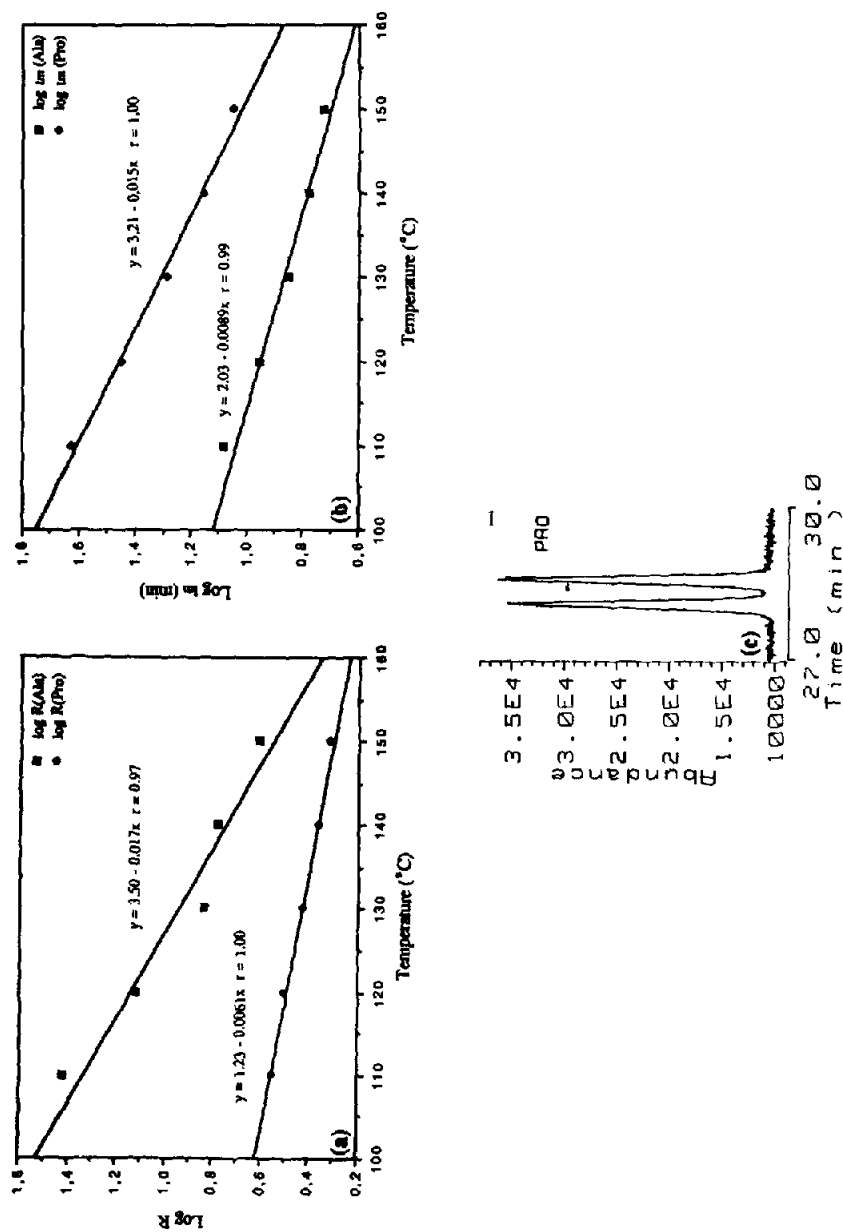 log R(Ala)
log R(Pro)
y = 3.50 - 0.017x r = 0.97
y = 1.23 - 0.0061x r = 1.00
Log R
1,6
1,4
1,2
1,0
0,8
0,6
0,4
0,2
(a)
100 110 120 130 140 150 160
Temperature (°C)
log tm (Ala)
log tm (Pro)
y = 3,21 - 0,015x r = 1,00
y = 2.03 - 0.0089x r = 0.99
Log tm (min)
1,8
1,6
1,4
1,2
1,0
0,8
0,6
(b)
100 110 120 130 140 150 160
Temperature (°C)
1
PRO
Abundance
3.5E4
3.0E4
2.5E4
2.0E4
1.5E4
10000
(c)
27.0 30.0
Time (min)